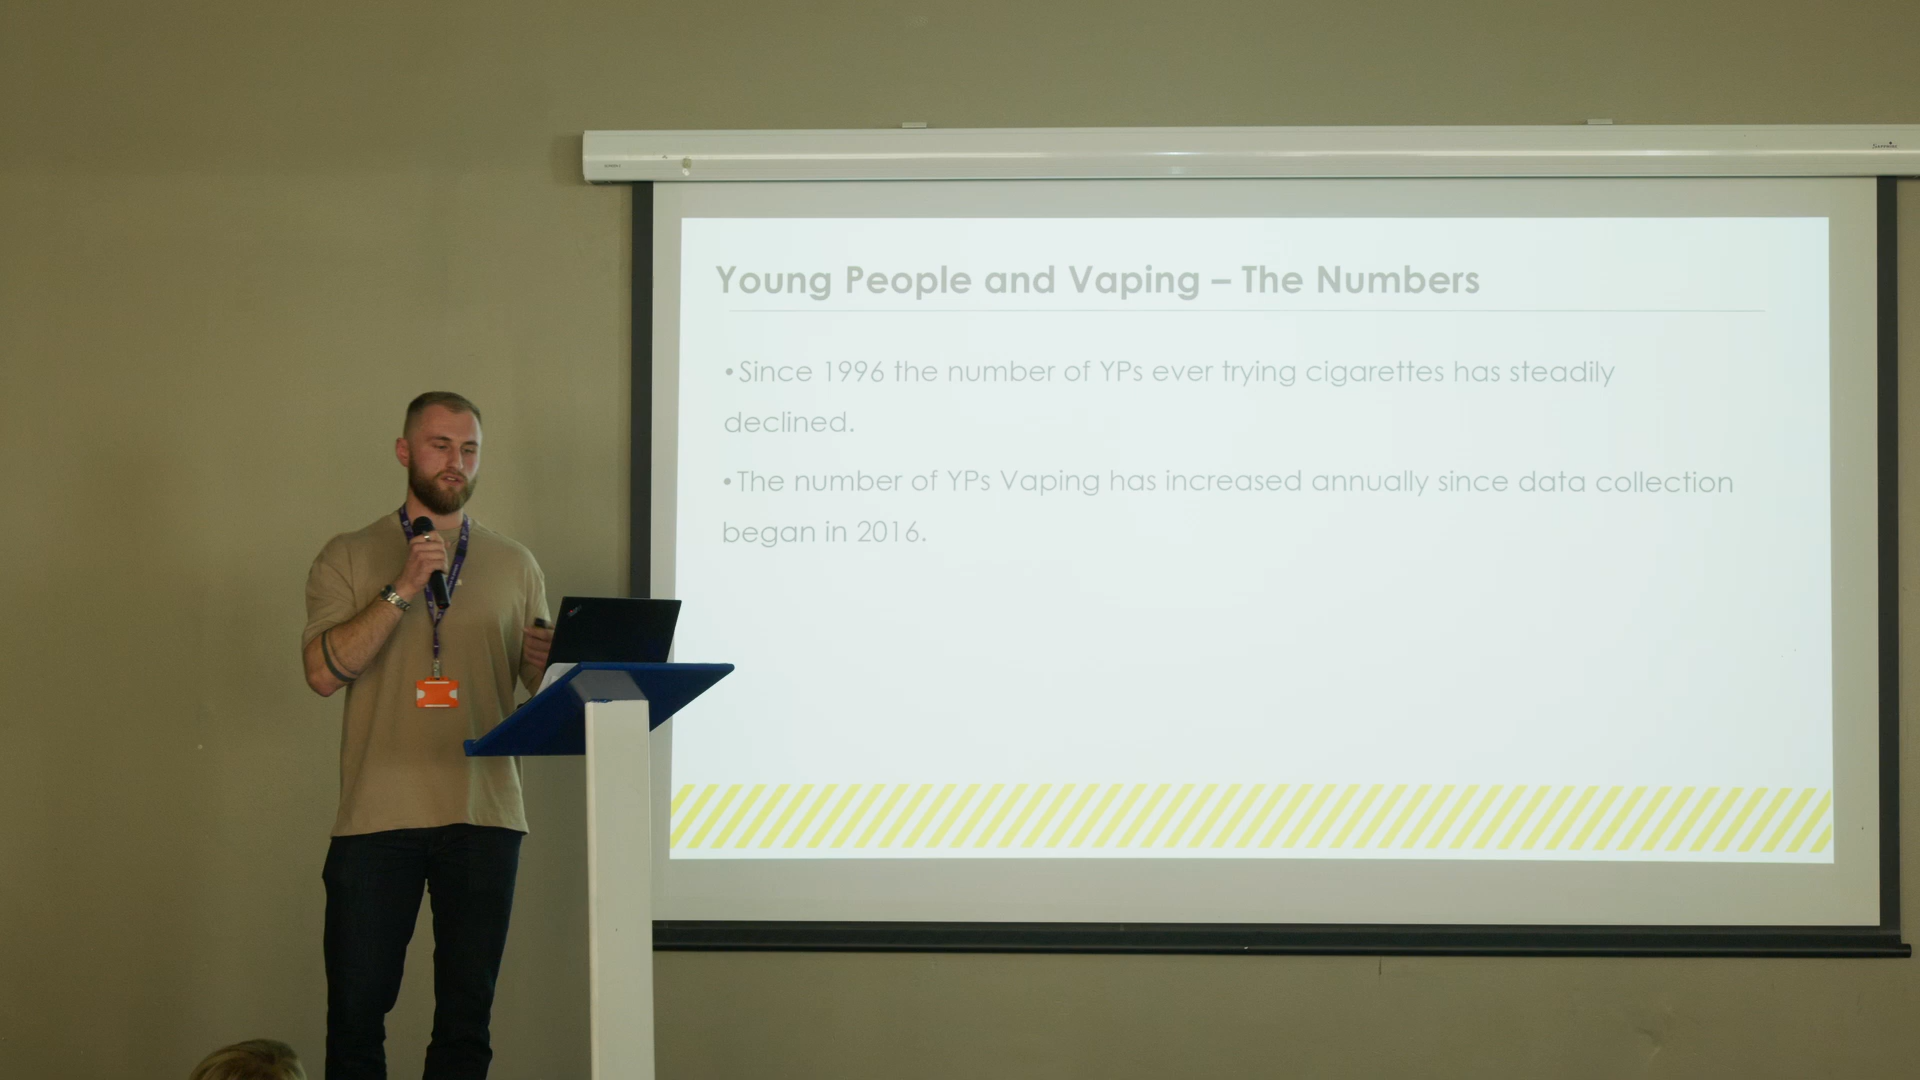 Young People and Vaping – The Numbers
•Since 1996 the number of YPs ever trying cigarettes has steadily
declined.
•The number of YPs Vaping has increased annually since data collection
began in 2016.